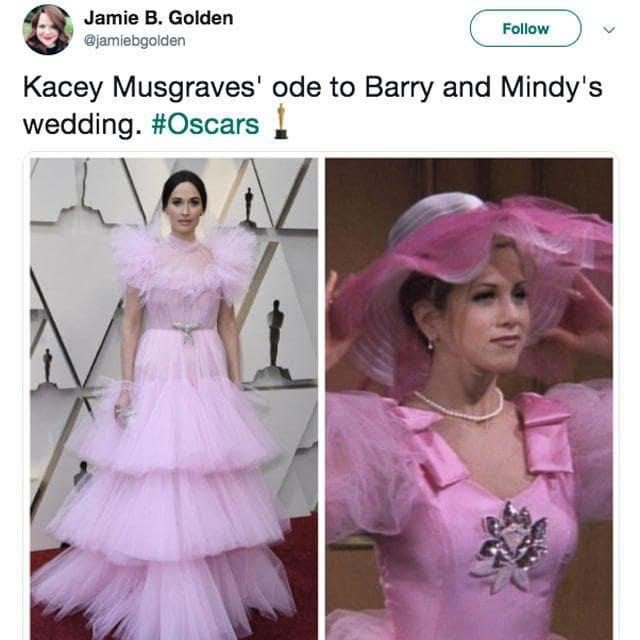 Jamie B. Golden
@jamiebgolden
Follow
Kacey Musgraves' ode to Barry and Mindy's
wedding. #Oscars